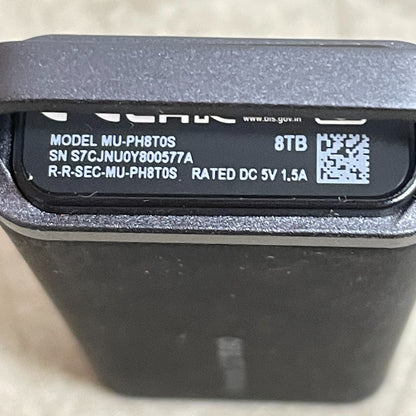 www.bis.gov.in
MODEL MU-PH8T0S 8TB
SN S7CJNU0Y800577A
R-R-SEC-MU-PH8T0S RATED DC 5V 1.5A